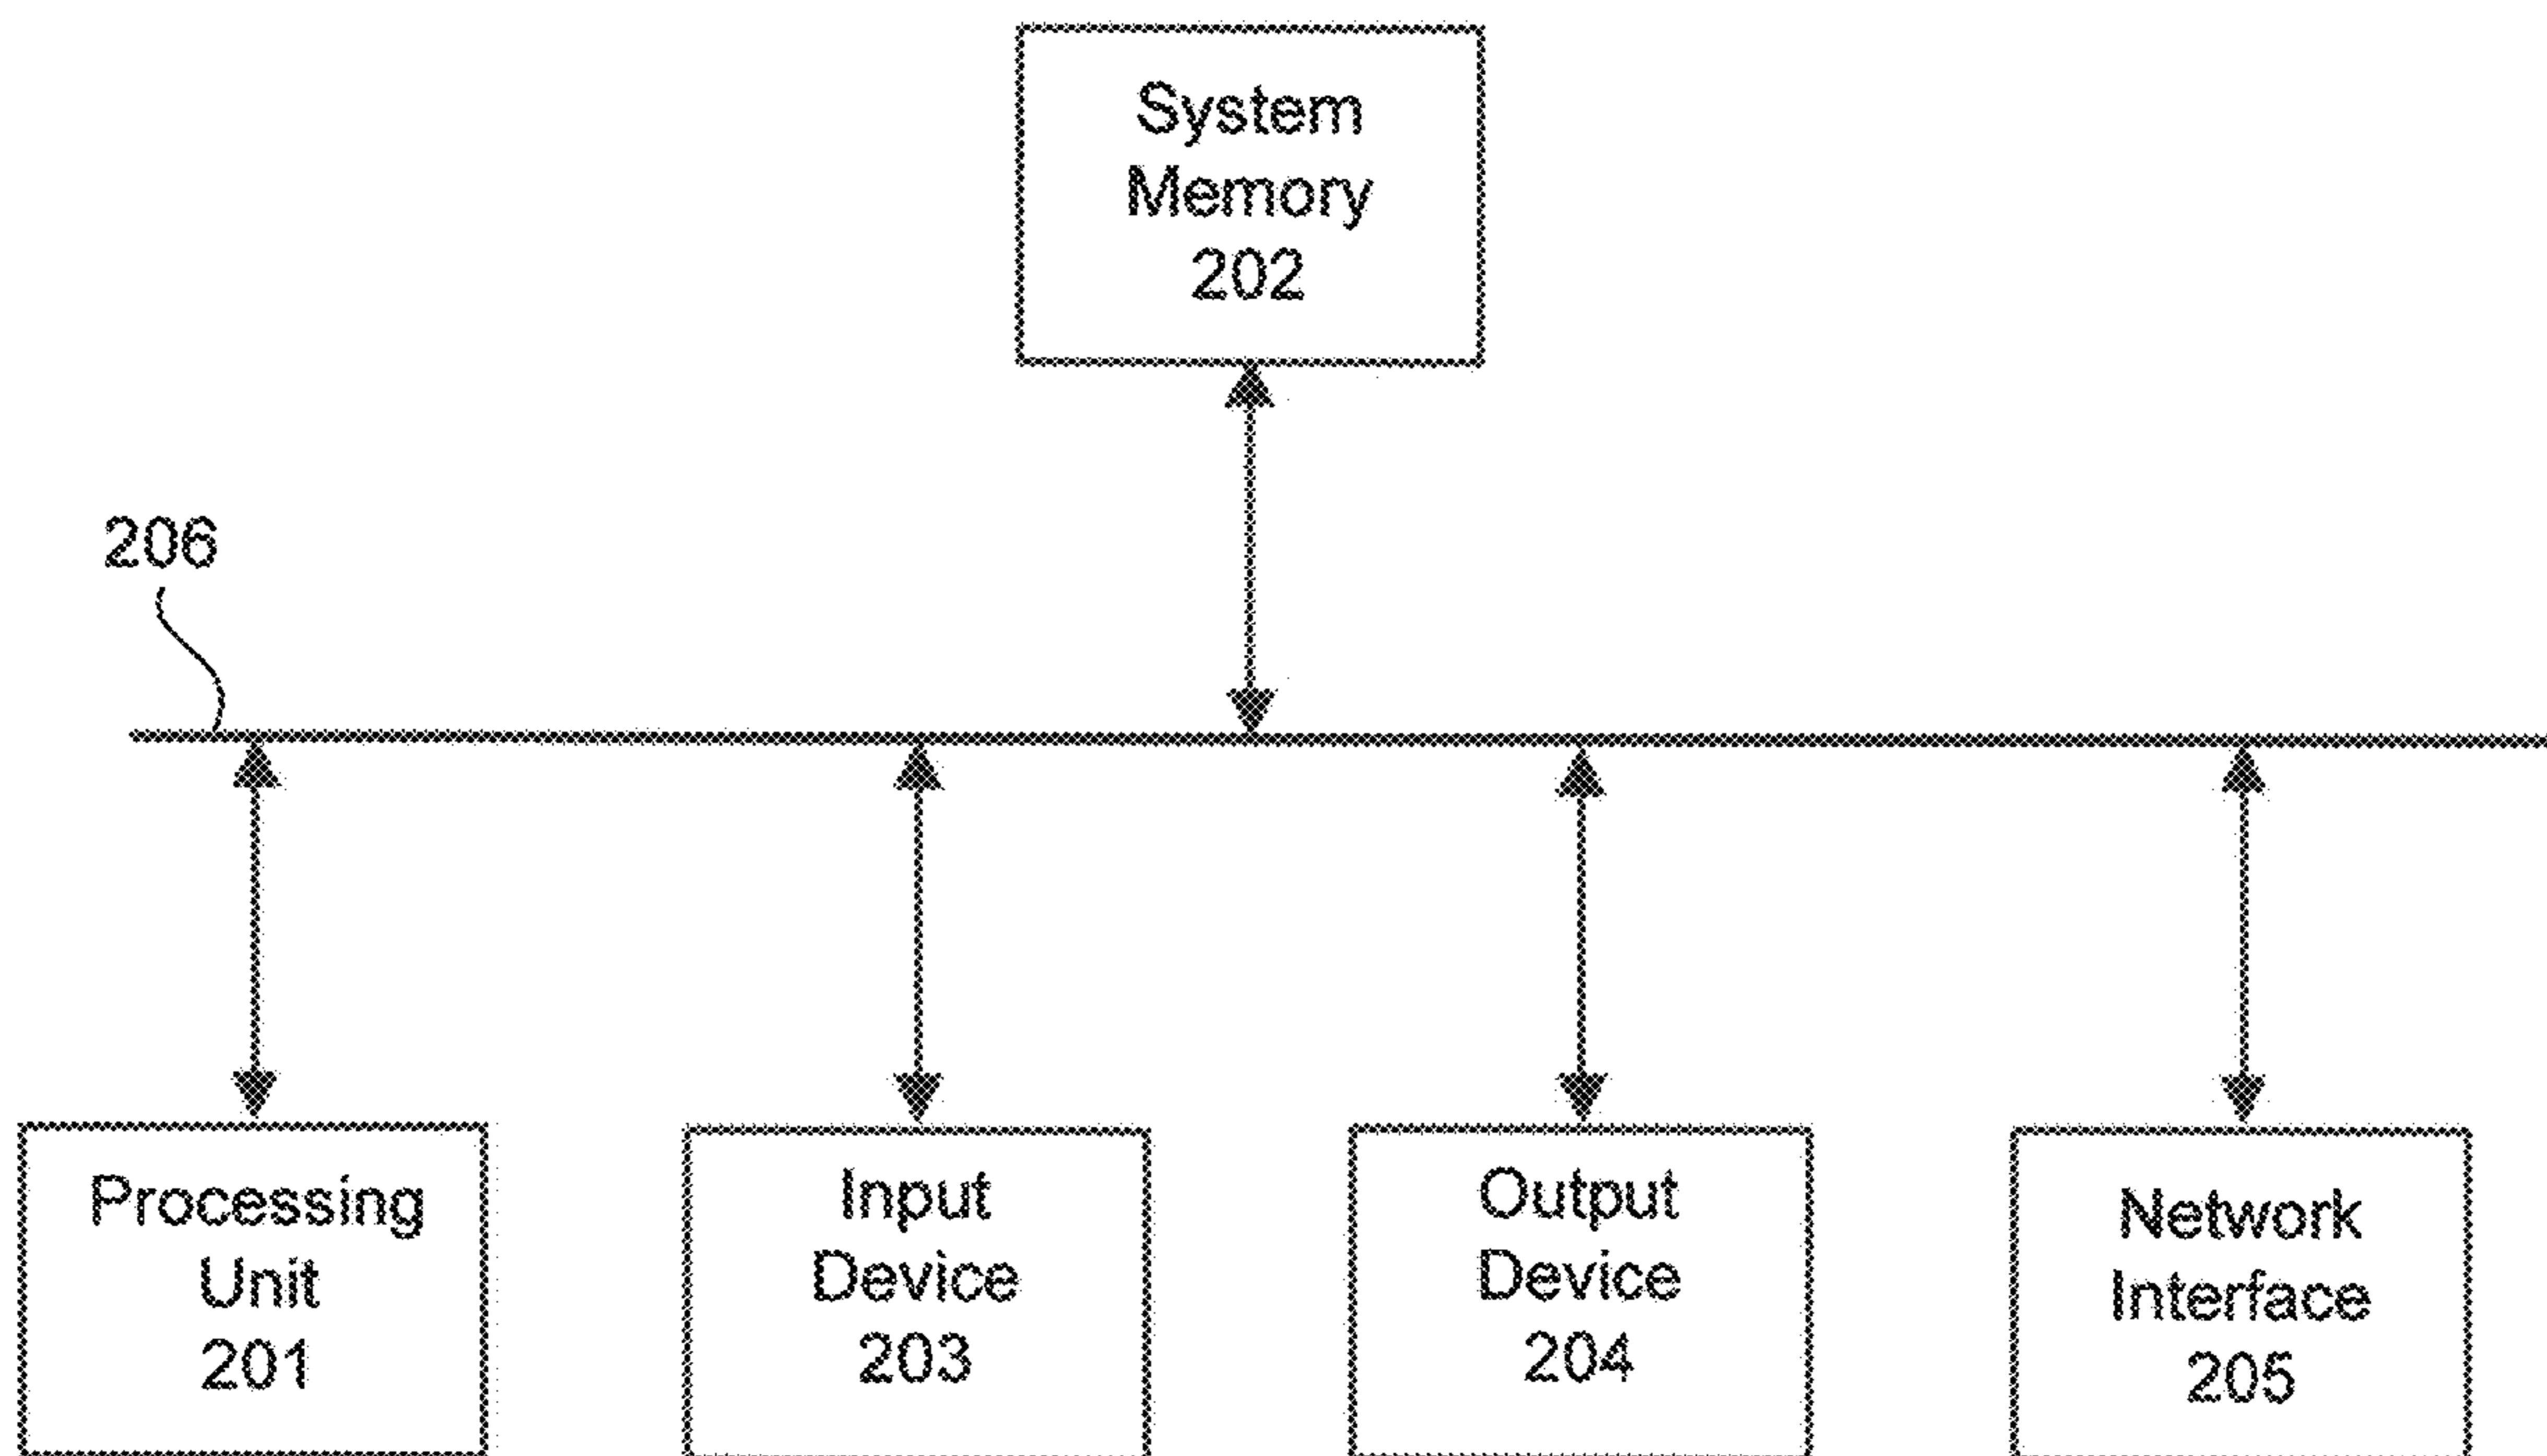 System
Memory
202
206
Processing
Unit
201
Input
Device
203
Output
Device
204
Network
Interface
205